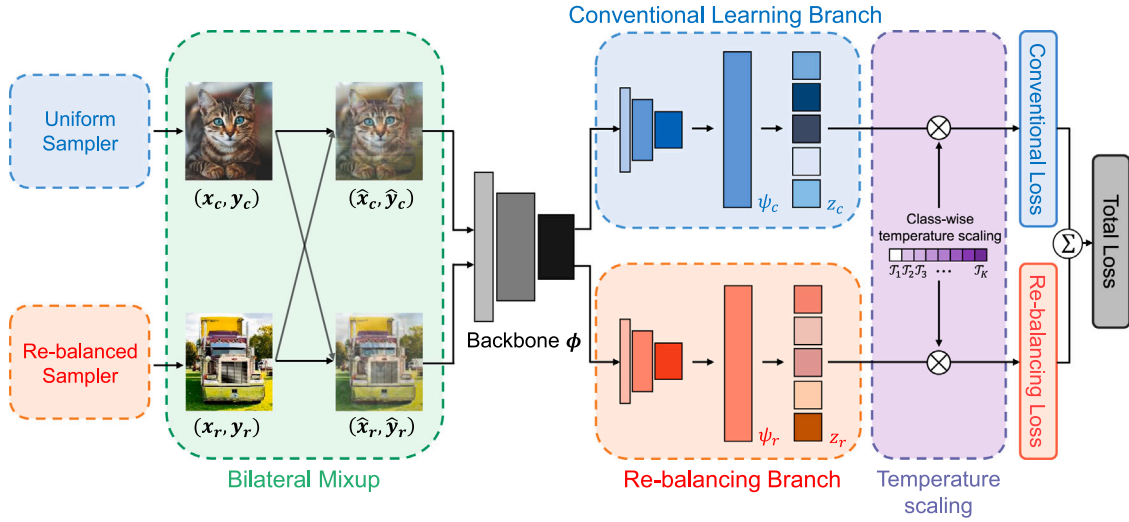 Conventional Learning Branch
Uniform
Sampler
(x_c, y_c)
(x̂_c, ŷ_c)
ψ_c
z_c
Conventional Loss
Class-wise
temperature scaling
𝒯_1 𝒯_2 𝒯_3 ⋯ 𝒯_K
Σ
Total Loss
Backbone ϕ
Re-balanced
Sampler
(x_r, y_r)
(x̂_r, ŷ_r)
ψ_r
z_r
Re-balancing Loss
Bilateral Mixup
Re-balancing Branch
Temperature
scaling